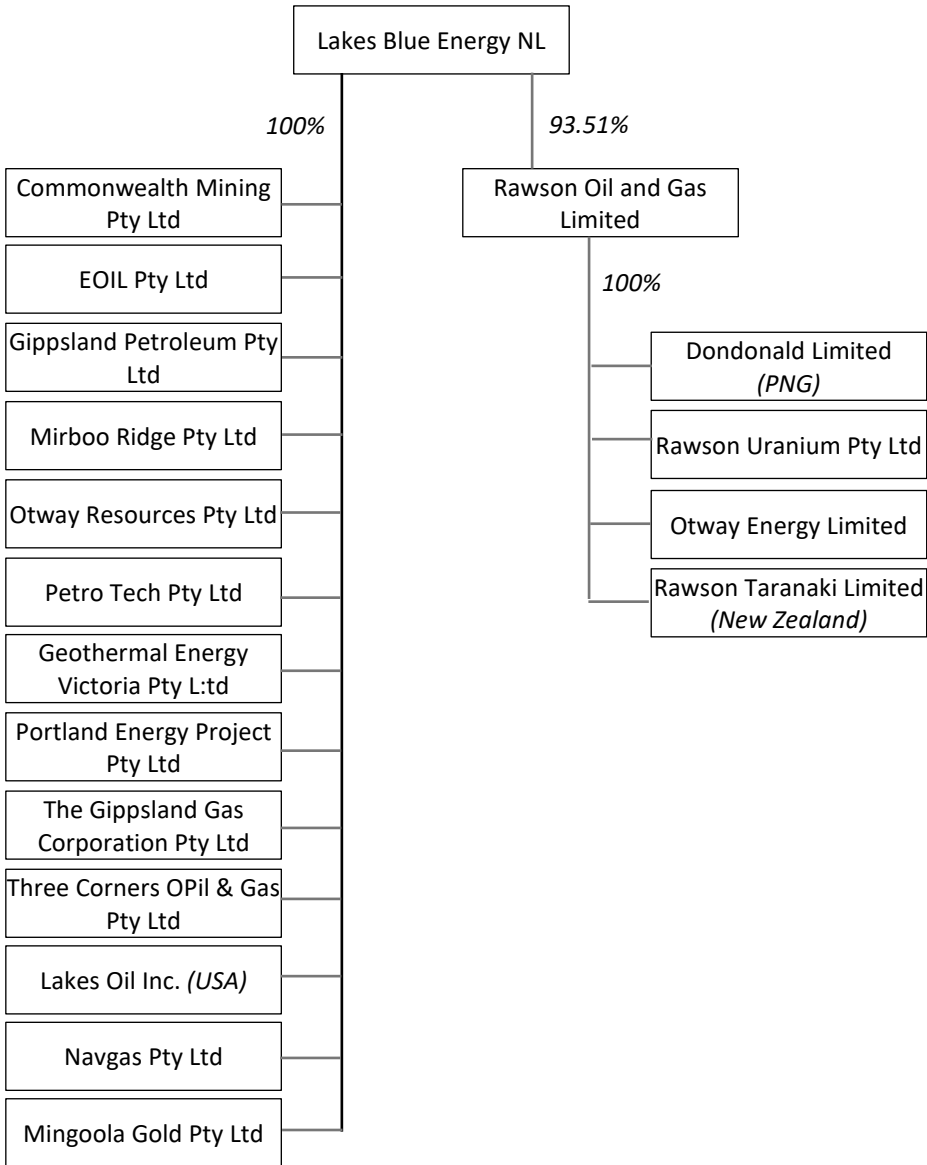 Lakes Blue Energy NL
100%
93.51%
Commonwealth Mining
Pty Ltd
EOIL Pty Ltd
Gippsland Petroleum Pty
Ltd
Mirboo Ridge Pty Ltd
Otway Resources Pty Ltd
Petro Tech Pty Ltd
Geothermal Energy
Victoria Pty L:td
Portland Energy Project
Pty Ltd
The Gippsland Gas
Corporation Pty Ltd
Three Corners OPil & Gas
Pty Ltd
Lakes Oil Inc. (USA)
Navgas Pty Ltd
Mingoola Gold Pty Ltd
Rawson Oil and Gas
Limited
100%
Dondonald Limited
(PNG)
Rawson Uranium Pty Ltd
Otway Energy Limited
Rawson Taranaki Limited
(New Zealand)